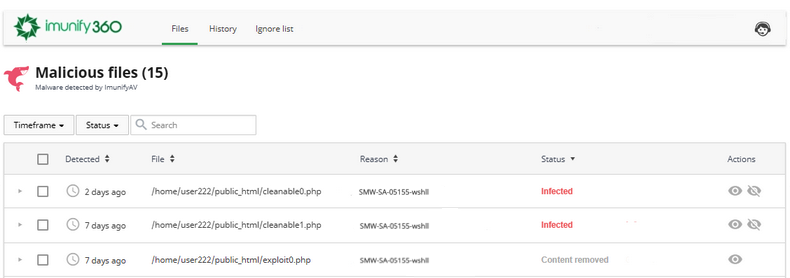 imunify360 Files History Ignore list
Malicious files (15)
Malware detected by ImunifyAV
Timeframe Status Search
Detected File Reason Status Actions
2 days ago /home/user222/public_html/cleanable0.php SMW-SA-05155-wshll Infected
7 days ago /home/user222/public_html/cleanable1.php SMW-SA-05155-wshll Infected
7 days ago /home/user222/public_html/exploit0.php SMW-SA-05155-wshll Content removed